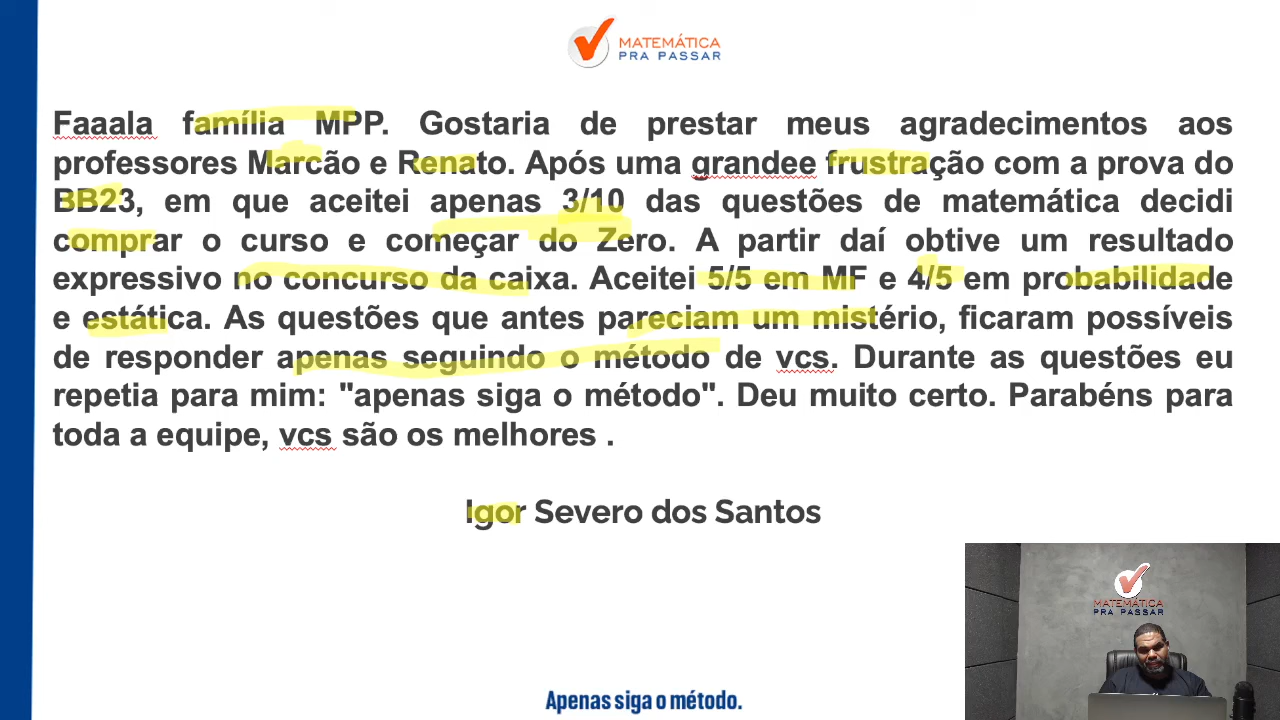 MATEMÁTICA
PRA PASSAR
Faaala família MPP. Gostaria de prestar meus agradecimentos aos
professores Marcão e Renato. Após uma grandee frustração com a prova do
BB23, em que aceitei apenas 3/10 das questões de matemática decidi
comprar o curso e começar do Zero. A partir daí obtive um resultado
expressivo no concurso da caixa. Aceitei 5/5 em MF e 4/5 em probabilidade
e estática. As questões que antes pareciam um mistério, ficaram possíveis
de responder apenas seguindo o método de vcs. Durante as questões eu
repetia para mim: "apenas siga o método". Deu muito certo. Parabéns para
toda a equipe, vcs são os melhores .
Igor Severo dos Santos
MATEMÁTICA
PRA PASSAR
Apenas siga o método.